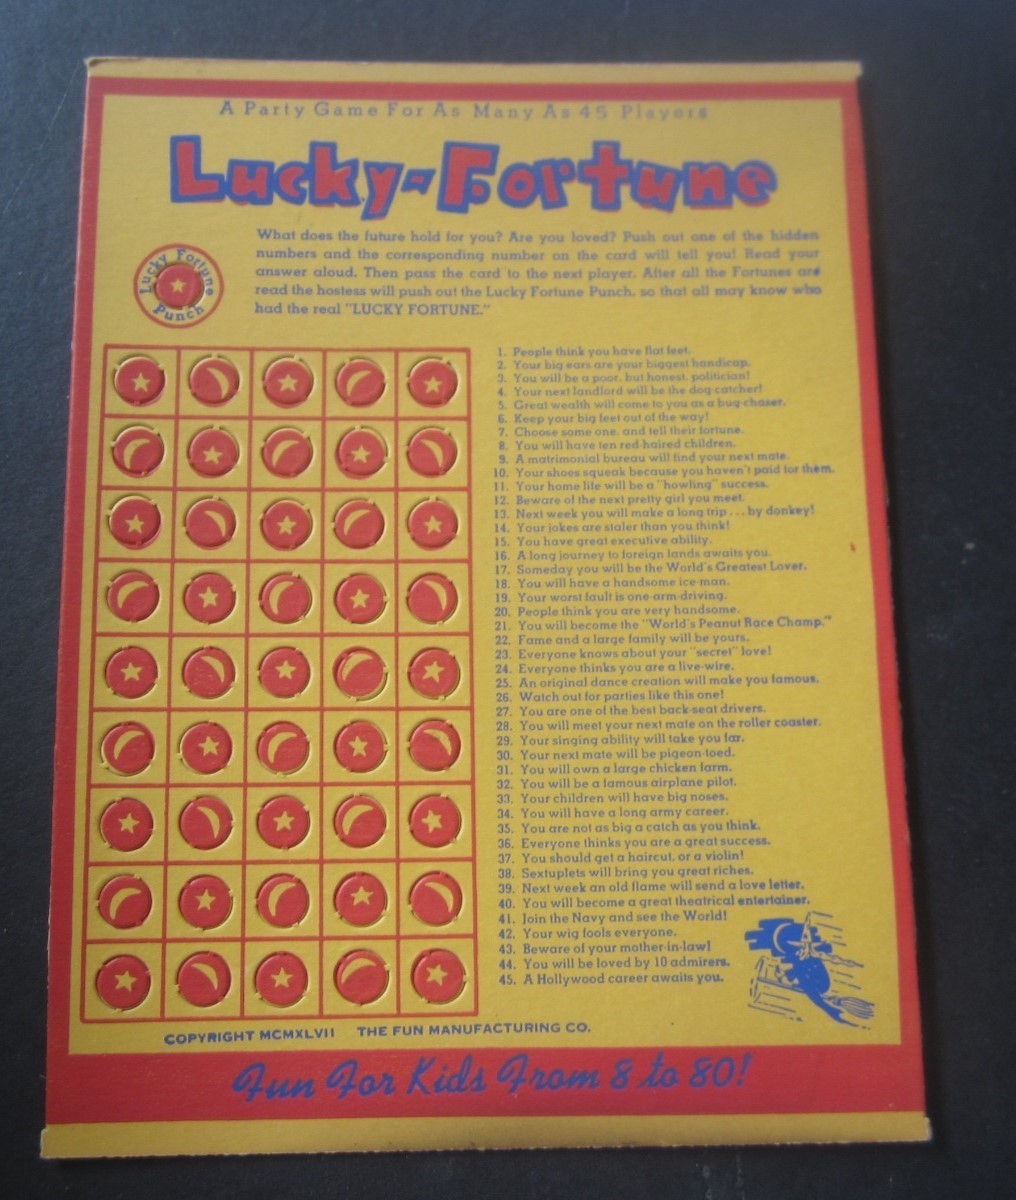 A Party Game For As Many As 45 Players
Lucky-Fortune
What does the future hold for you? Are you loved? Push out one of the hidden
numbers and the corresponding number on the card will tell you! Read your
answer aloud. Then pass the card to the next player. After all the Fortunes are
read the hostess will push out the Lucky Fortune Punch, so that all may know who
had the real "LUCKY FORTUNE."
Lucky Fortune
Punch
1. People think you have flat feet.
2. Your big ears are your biggest handicap.
3. You will be a poor, but honest, politician!
4. Your next landlord will be the dog-catcher!
5. Great wealth will come to you as a bug-chaser.
6. Keep your big feet out of the way!
7. Choose some one, and tell their fortune.
8. You will have ten red-haired children.
9. A matrimonial bureau will find your next mate.
10. Your shoes squeak because you haven't paid for them.
11. Your home life will be a "howling" success.
12. Beware of the next pretty girl you meet.
13. Next week you will make a long trip . . . by donkey!
14. Your jokes are staler than you think!
15. You have great executive ability.
16. A long journey to foreign lands awaits you.
17. Someday you will be the World's Greatest Lover.
18. You will have a handsome ice-man.
19. Your worst fault is one-arm-driving.
20. People think you are very handsome.
21. You will become the "World's Peanut Race Champ."
22. Fame and a large family will be yours.
23. Everyone knows about your "secret" love!
24. Everyone thinks you are a live-wire.
25. An original dance creation will make you famous.
26. Watch out for parties like this one!
27. You are one of the best back-seat drivers.
28. You will meet your next mate on the roller coaster.
29. Your singing ability will take you far.
30. Your next mate will be pigeon-toed.
31. You will own a large chicken farm.
32. You will be a famous airplane pilot.
33. Your children will have big noses.
34. You will have a long army career.
35. You are not as big a catch as you think.
36. Everyone thinks you are a great success.
37. You should get a haircut, or a violin!
38. Sextuplets will bring you great riches.
39. Next week an old flame will send a love letter.
40. You will become a great theatrical entertainer.
41. Join the Navy and see the World!
42. Your wig fools everyone.
43. Beware of your mother-in-law!
44. You will be loved by 10 admirers.
45. A Hollywood career awaits you.
COPYRIGHT MCMXLVII THE FUN MANUFACTURING CO.
Fun For Kids From 8 to 80!